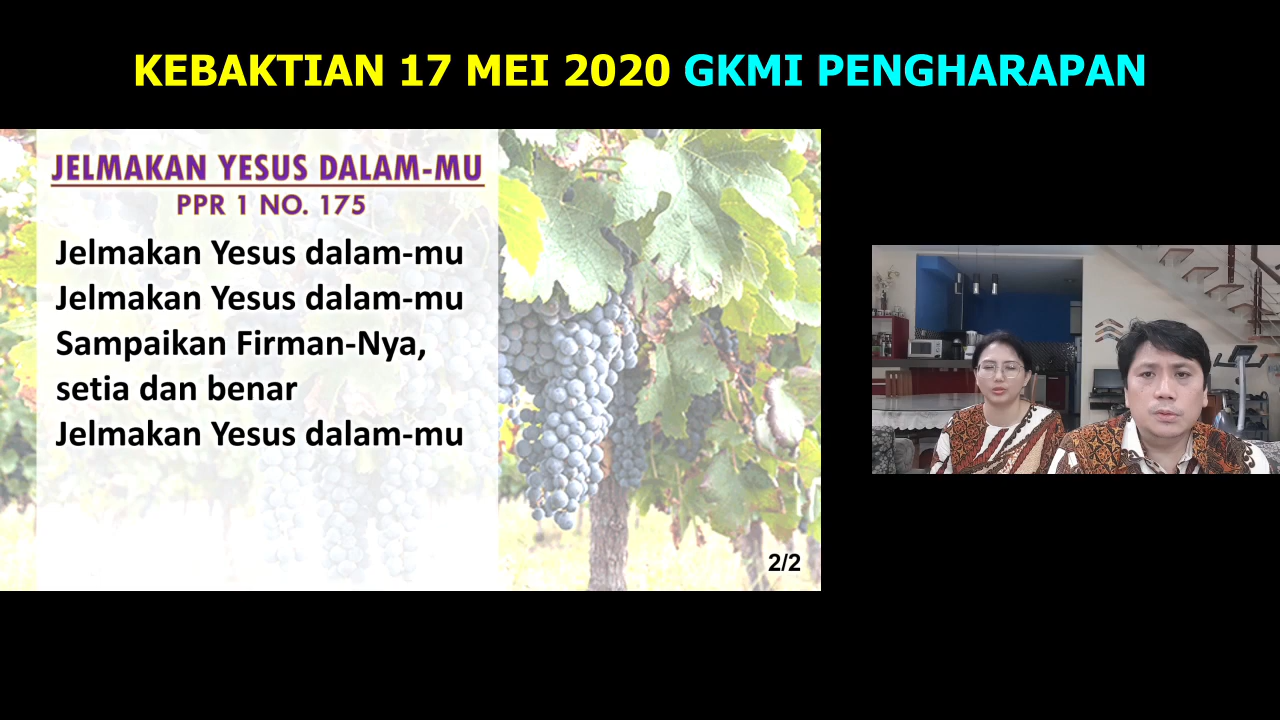 KEBAKTIAN 17 MEI 2020 GKMI PENGHARAPAN
JELMAKAN YESUS DALAM-MU
PPR 1 NO. 175
Jelmakan Yesus dalam-mu
Jelmakan Yesus dalam-mu
Sampaikan Firman-Nya,
setia dan benar
Jelmakan Yesus dalam-mu
2/2